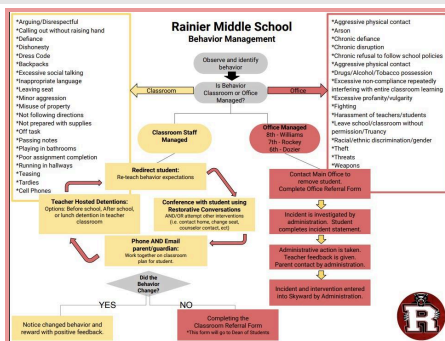 *Arguing/Disrespectful
*Calling out without raising hand
*Defiance
*Dishonesty
*Dress Code
*Backpacks
*Excessive social talking
*Inappropriate language
*Leaving seat
*Minor aggression
*Misuse of property
*Not following directions
*Not prepared with supplies
*Off task
*Passing notes
*Playing in bathrooms
*Poor assignment completion
*Running in hallways
*Teasing
*Tardies
*Cell Phones
Rainier Middle School
Behavior Management
Observe and identify
behavior
Classroom
Is Behavior
Classroom or Office
Managed?
Office
*Aggressive physical contact
*Arson
*Chronic defiance
*Chronic disruption
*Chronic refusal to follow school policies
*Aggressive physical contact
*Drugs/Alcohol/Tobacco possession
*Excessive non-compliance repeatedly
interfering with entire classroom learning
*Excessive profanity/vulgarity
*Fighting
*Harassment of teachers/students
*Leave school/classroom without
permission/Truancy
*Racial/ethnic discrimination/gender
*Theft
*Threats
*Weapons
Classroom Staff
Managed
Office Managed
8th - Williams
7th - Rockey
6th - Dozier
Redirect student:
Re-teach behavior expectations
Conference with student using
Restorative Conversations
AND/OR attempt other interventions
(i.e. contact home, change seat,
counselor contact, ect)
Phone AND Email
parent/guardian:
Work together on classroom
plan for student.
Teacher Hosted Detentions:
Options: Before school, After school,
or lunch detention in teacher
classroom
Did the
Behavior
Change?
YES
NO
Notice changed behavior and
reward with positive feedback.
Completing the
Classroom Referral Form
*This form will go to Dean of Students
Contact Main Office to
remove student.
Complete Office Referral Form
Incident is investigated by
administration. Student
completes incident statement.
Administrative action is taken.
Teacher feedback is given.
Parent contact by administration.
Incident and intervention entered
into Skyward by Administration.
R